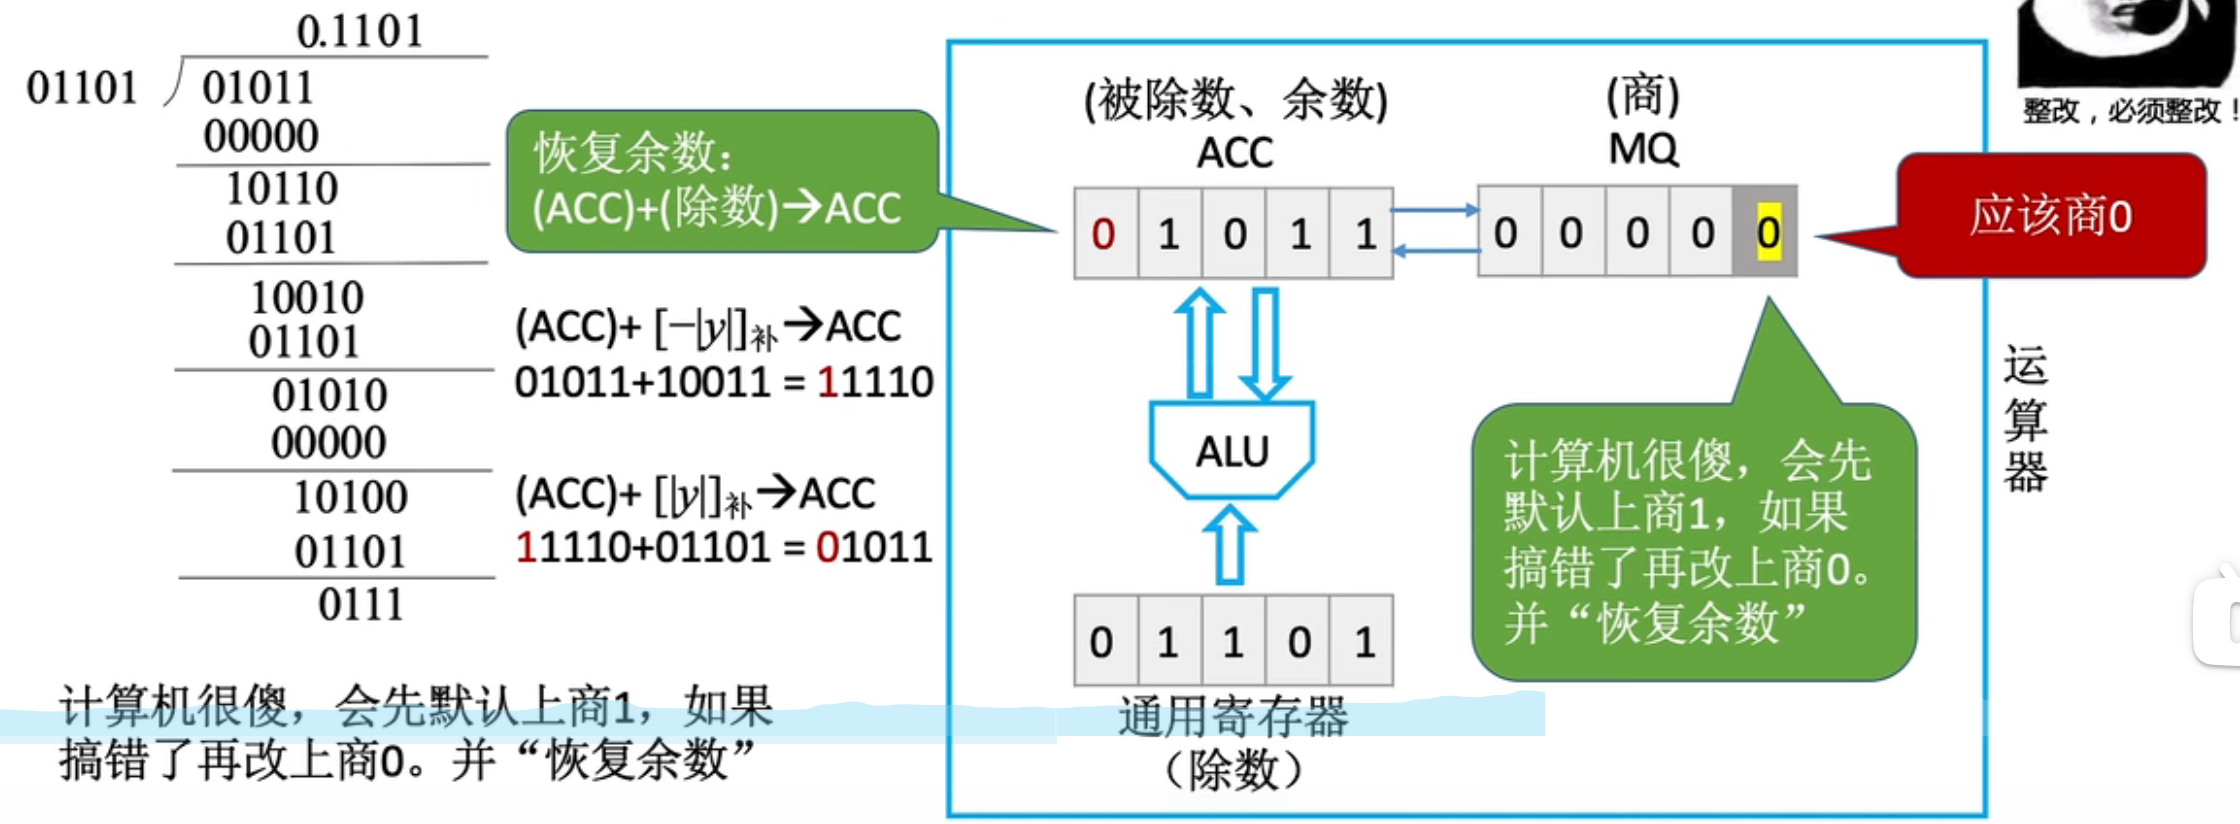 0.1101
01101
01011
00000
10110
01101
10010
01101
01010
00000
10100
01101
0111
恢复余数：
(ACC)+(除数)→ACC
(ACC)+ [−|y|]补→ACC
01011+10011 = 11110
(ACC)+ [|y|]补→ACC
11110+01101 = 01011
计算机很傻，会先默认上商1，如果
搞错了再改上商0。并“恢复余数”
(被除数、余数)
ACC
0 1 0 1 1
(商)
MQ
0 0 0 0 0
ALU
0 1 1 0 1
通用寄存器
（除数）
整改，必须整改！
应该商0
计算机很傻，会先
默认上商1，如果
搞错了再改上商0。
并“恢复余数”
运
算
器